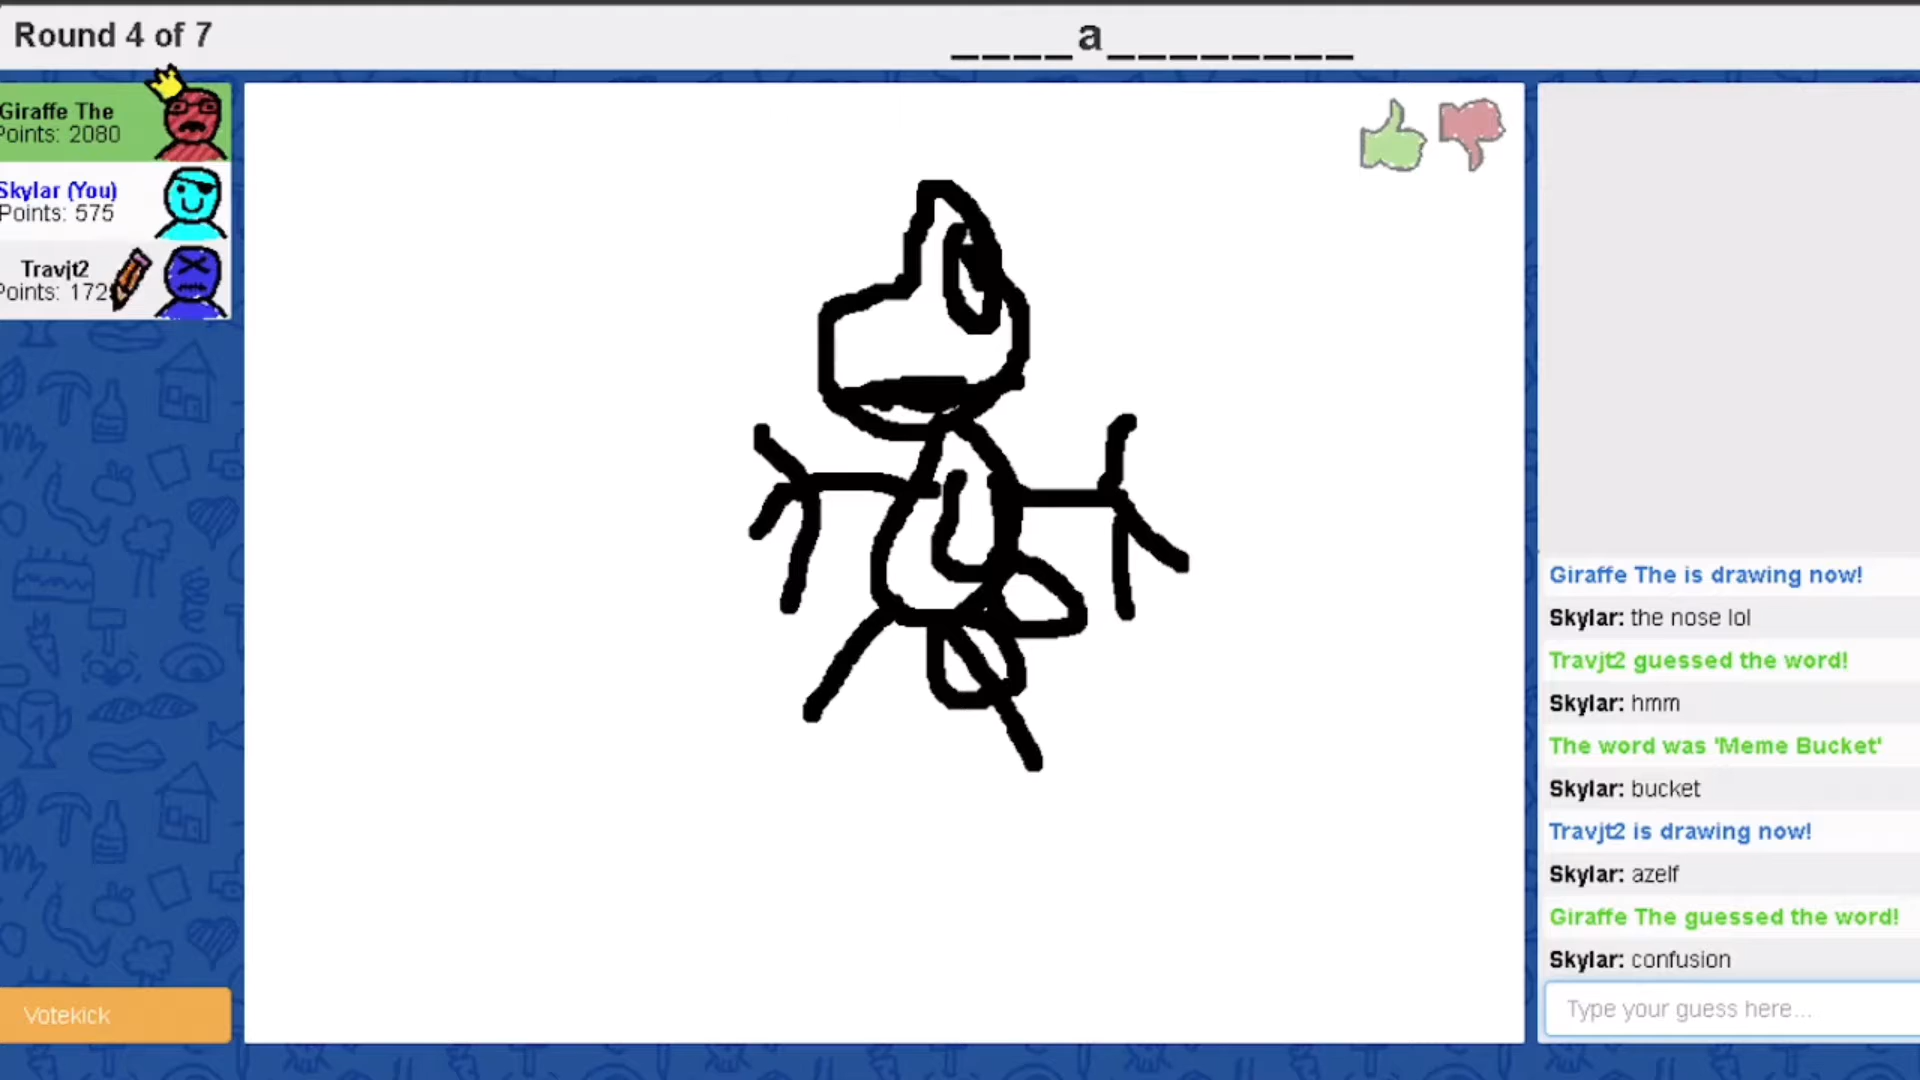 Round 4 of 7
____a________
Giraffe The
Points: 2080
Skylar (You)
Points: 575
Travjt2
Points: 172
Giraffe The is drawing now!
Skylar: the nose lol
Travjt2 guessed the word!
Skylar: hmm
The word was 'Meme Bucket'
Skylar: bucket
Travjt2 is drawing now!
Skylar: azelf
Giraffe The guessed the word!
Skylar: confusion
Type your guess here...
Votekick